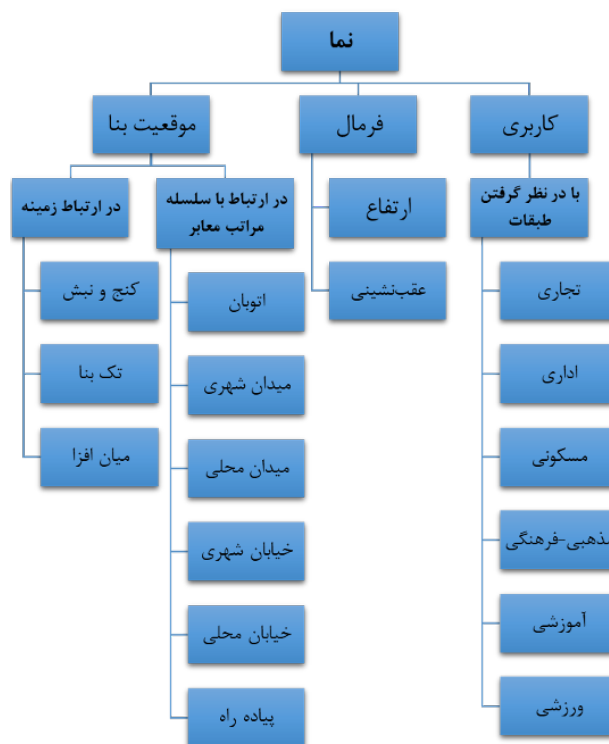 نما
کاربری
فرمال
موقعیت بنا
با در نظر گرفتن
طبقات
تجاری
اداری
مسکونی
مذهبی-فرهنگی
آموزشی
ورزشی
ارتفاع
عقب‌نشینی
در ارتباط با سلسله
مراتب معابر
اتوبان
میدان شهری
میدان محلی
خیابان شهری
خیابان محلی
پیاده راه
در ارتباط زمینه
کنج و نبش
تک بنا
میان افزا